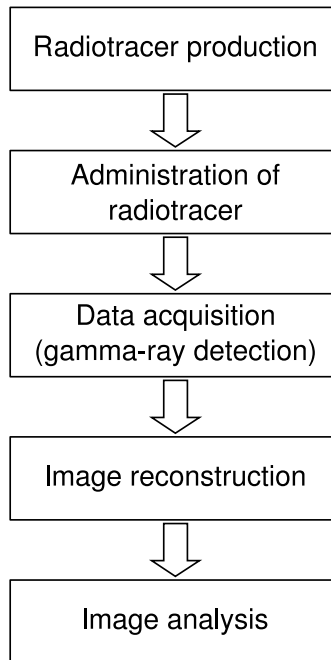 Radiotracer production
Administration of
radiotracer
Data acquisition
(gamma-ray detection)
Image reconstruction
Image analysis